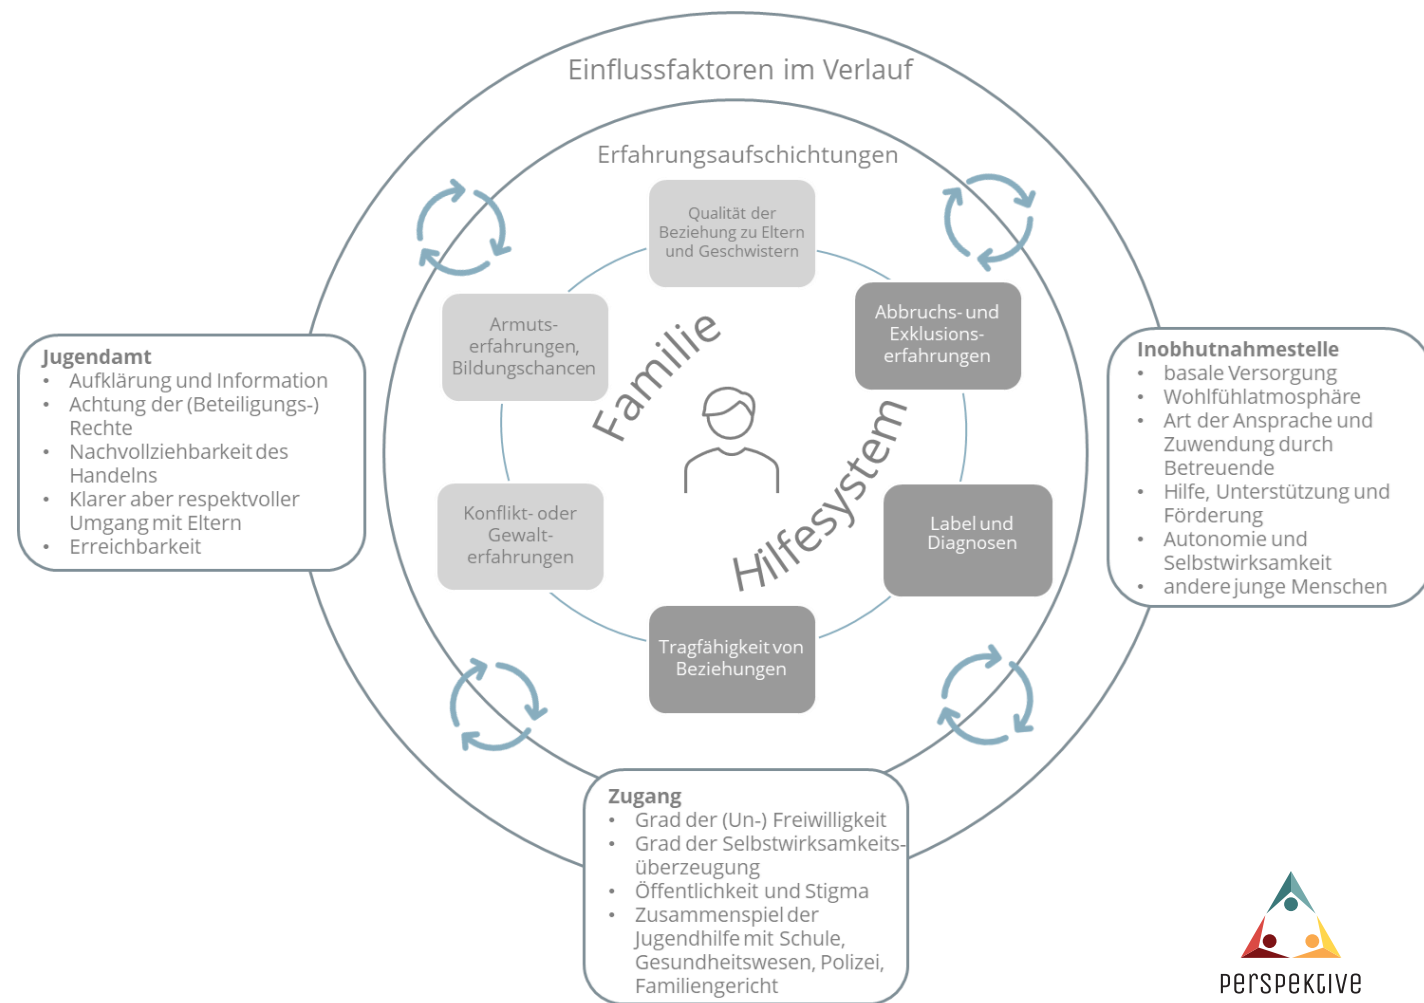 Einflussfaktoren im Verlauf
Erfahrungsaufschichtungen
Qualität der
Beziehung zu Eltern
und Geschwistern
Armuts-
erfahrungen,
Bildungschancen
Abbruchs- und
Exklusions-
erfahrungen
Familie
Hilfesystem
Konflikt- oder
Gewalt-
erfahrungen
Label und
Diagnosen
Tragfähigkeit von
Beziehungen
Jugendamt
• Aufklärung und Information
• Achtung der (Beteiligungs-)
Rechte
• Nachvollziehbarkeit des
Handelns
• Klarer aber respektvoller
Umgang mit Eltern
• Erreichbarkeit
Inobhutnahmestelle
• basale Versorgung
• Wohlfühlatmosphäre
• Art der Ansprache und
Zuwendung durch
Betreuende
• Hilfe, Unterstützung und
Förderung
• Autonomie und
Selbstwirksamkeit
• andere junge Menschen
Zugang
• Grad der (Un-) Freiwilligkeit
• Grad der Selbstwirksamkeits-
überzeugung
• Öffentlichkeit und Stigma
• Zusammenspiel der
Jugendhilfe mit Schule,
Gesundheitswesen, Polizei,
Familiengericht
PERSPEKTIVE